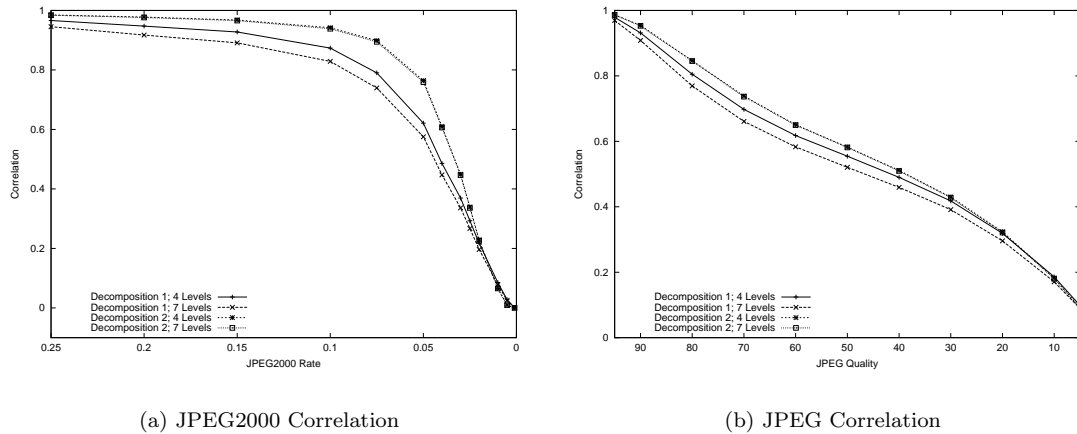 1
0.8
0.6
0.4
0.2
0
Correlation
Decomposition 1; 4 Levels
Decomposition 1; 7 Levels
Decomposition 2; 4 Levels
Decomposition 2; 7 Levels
0.25 0.2 0.15 0.1 0.05 0
JPEG2000 Rate
(a) JPEG2000 Correlation
1
0.8
0.6
0.4
0.2
0
Correlation
Decomposition 1; 4 Levels
Decomposition 1; 7 Levels
Decomposition 2; 4 Levels
Decomposition 2; 7 Levels
90 80 70 60 50 40 30 20 10
JPEG Quality
(b) JPEG Correlation